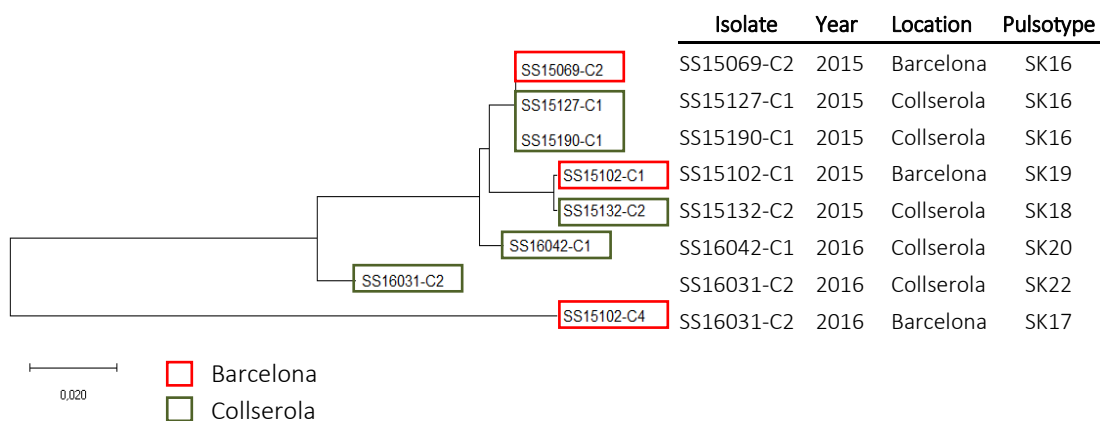 Isolate Year Location Pulsotype
SS15069-C2 SS15069-C2 2015 Barcelona SK16
SS15127-C1 SS15127-C1 2015 Collserola SK16
SS15190-C1 SS15190-C1 2015 Collserola SK16
SS15102-C1 SS15102-C1 2015 Barcelona SK19
SS15132-C2 SS15132-C2 2015 Collserola SK18
SS16042-C1 SS16042-C1 2016 Collserola SK20
SS16031-C2 SS16031-C2 2016 Collserola SK22
SS15102-C4 SS16031-C2 2016 Barcelona SK17
0,020
Barcelona
Collserola